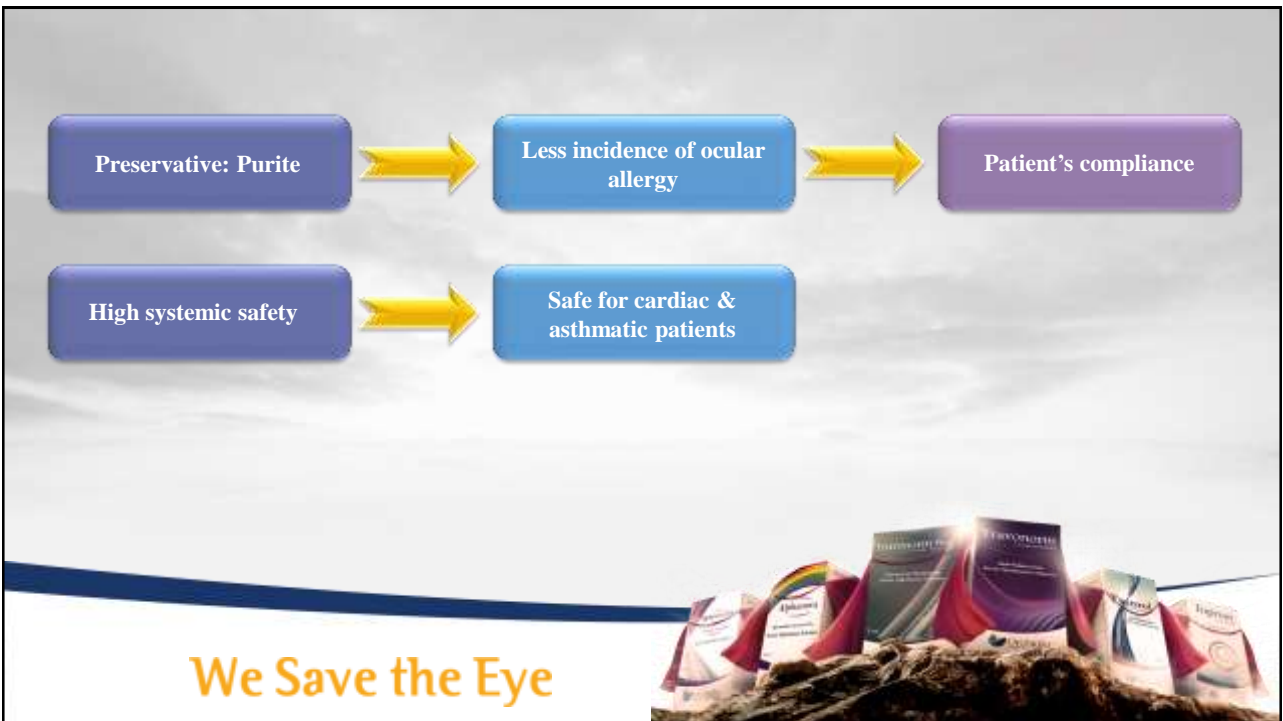 Preservative: Purite
Less incidence of ocular
allergy
Patient’s compliance
High systemic safety
Safe for cardiac &
asthmatic patients
We Save the Eye